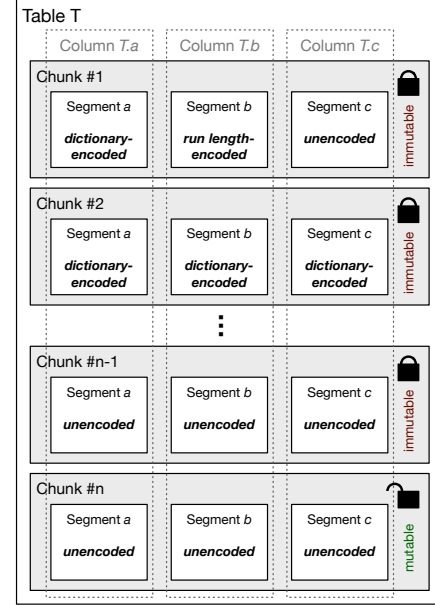 Table T
Column T.a Column T.b Column T.c
Chunk #1
Segment a Segment b Segment c
dictionary- run length- unencoded
encoded encoded
immutable
Chunk #2
Segment a Segment b Segment c
dictionary- dictionary- dictionary-
encoded encoded encoded
immutable
Chunk #n-1
Segment a Segment b Segment c
unencoded unencoded unencoded
immutable
Chunk #n
Segment a Segment b Segment c
unencoded unencoded unencoded
mutable